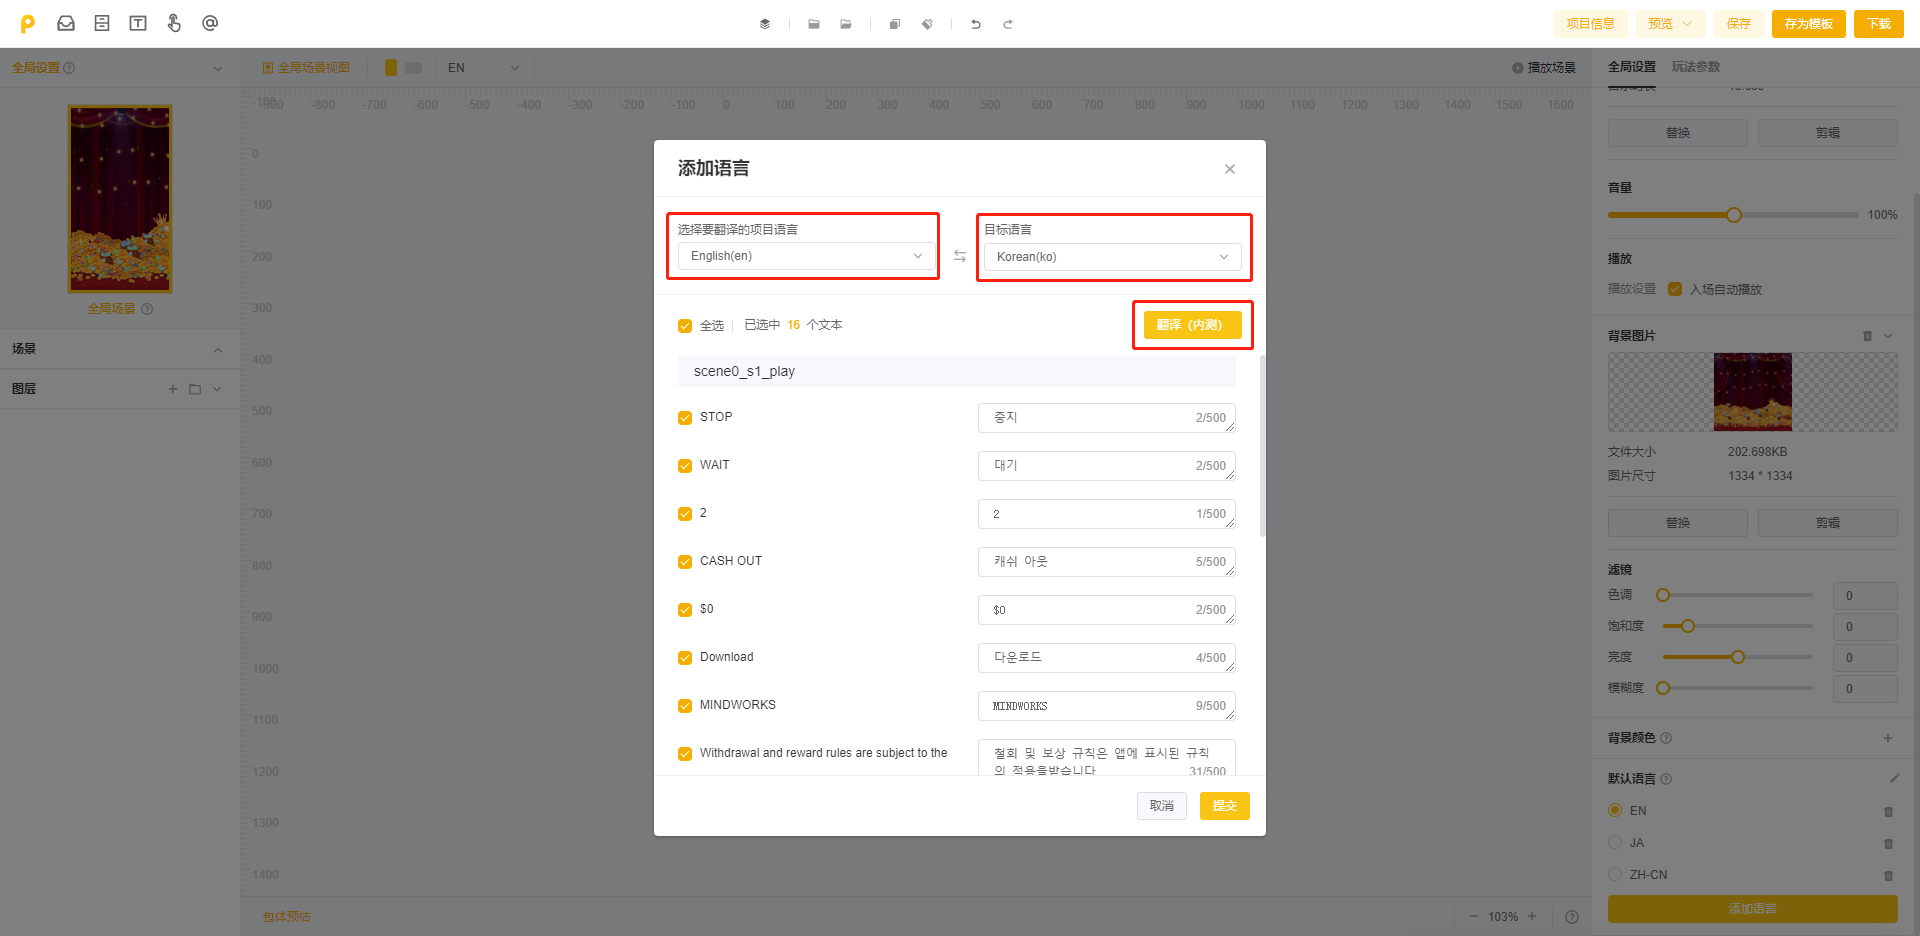 项目信息
预览
保存
存为模板
下载
全局设置
全局场景视图
EN
播放场景
全局设置
玩法参数
-800 -700 -600 -500 -400 -300 -200 -100 0 100 200 300 400 500 600 700 800 900 1000 1100 1200 1300 1400 1500 1600
-100
0
100
200
300
400
500
600
700
800
900
1000
1100
1200
1300
1400
全局场景
场景
图层
添加语言
选择要翻译的项目语言
目标语言
English(en)
Korean(ko)
全选
已选中 16 个文本
翻译（内测）
scene0_s1_play
STOP
중지
2/500
WAIT
대기
2/500
2
2
1/500
CASH OUT
캐쉬 아웃
5/500
$0
$0
2/500
Download
다운로드
4/500
MINDWORKS
MINDWORKS
9/500
Withdrawal and reward rules are subject to the
철회 및 보상 규칙은 앱에 표시된 규칙
의 적용을받습니다
31/500
取消
提交
替换
剪辑
音量
100%
播放
播放设置
入场自动播放
背景图片
文件大小
202.698KB
图片尺寸
1334 * 1334
替换
剪辑
滤镜
色调
0
饱和度
0
亮度
0
模糊度
0
背景颜色
默认语言
EN
JA
ZH-CN
添加语言
包体预估
103%